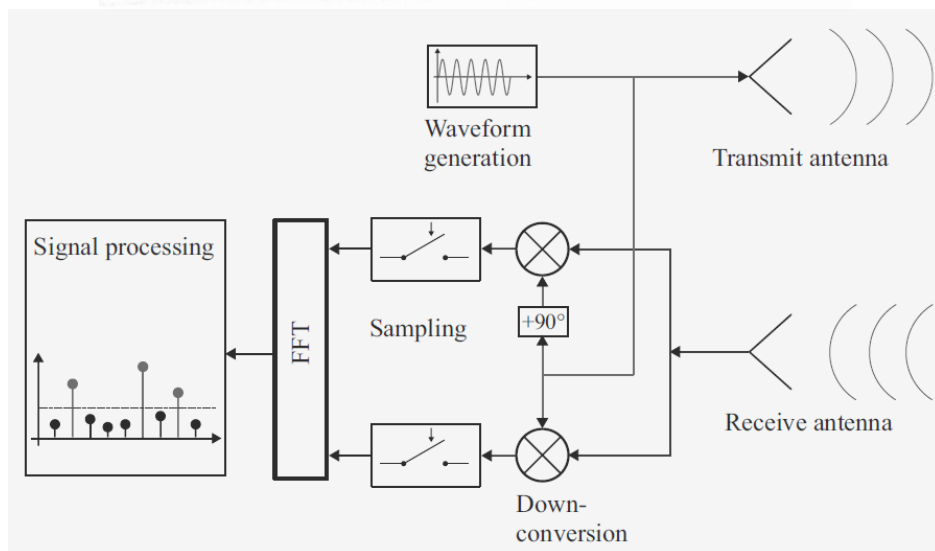 Waveform
generation
Transmit antenna
Signal processing
FFT
Sampling
+90°
Receive antenna
Down-
conversion